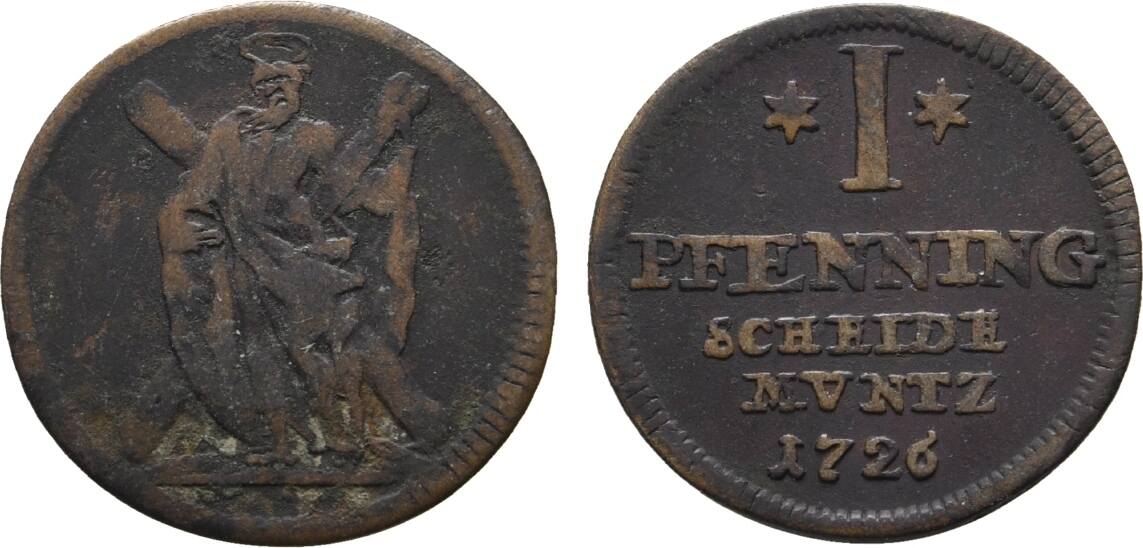 I
PFENNING
SCHEIDE
MVNTZ
1726